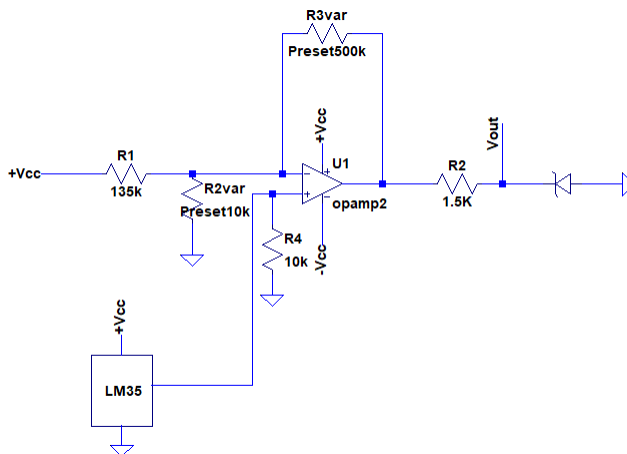 R3var
Preset500k
+Vcc
U1
Vout
R1
R2
+Vcc
135k
R2var
Preset10k
opamp2
1.5K
R4
10k
-Vcc
+Vcc
LM35